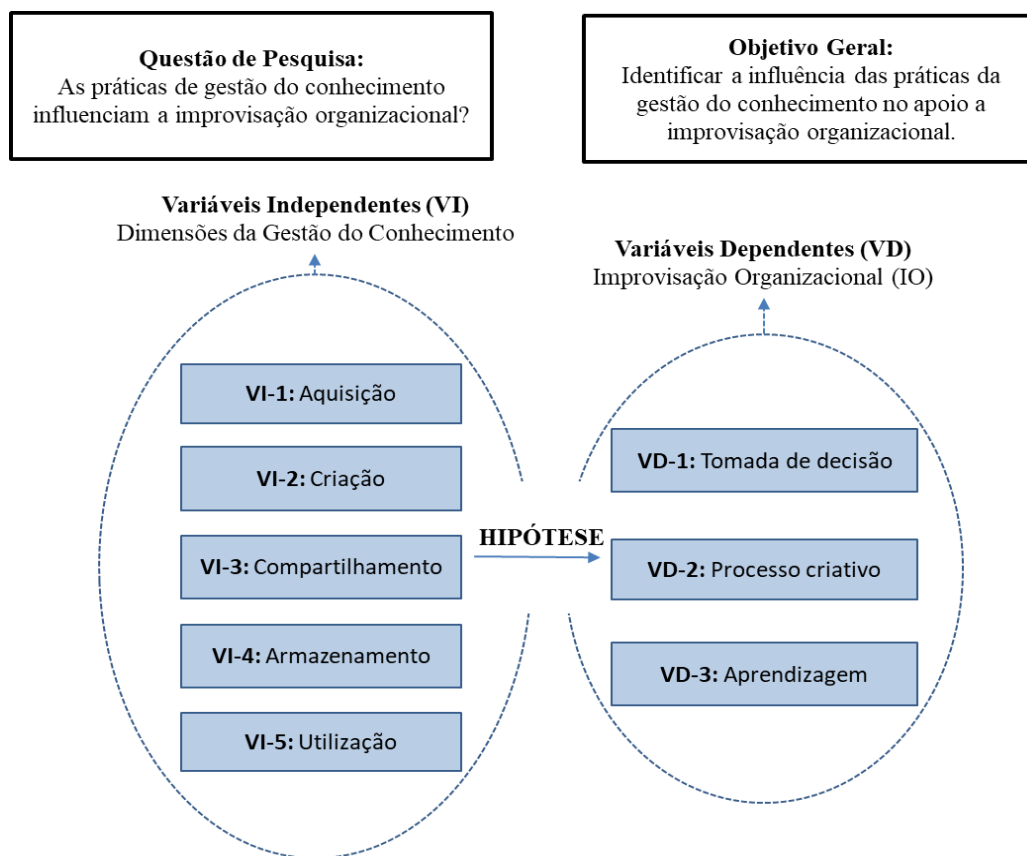 Questão de Pesquisa:
As práticas de gestão do conhecimento
influenciam a improvisação organizacional?
Objetivo Geral:
Identificar a influência das práticas da
gestão do conhecimento no apoio a
improvisação organizacional.
Variáveis Independentes (VI)
Dimensões da Gestão do Conhecimento
Variáveis Dependentes (VD)
Improvisação Organizacional (IO)
VI-1: Aquisição
VI-2: Criação
VI-3: Compartilhamento
VI-4: Armazenamento
VI-5: Utilização
HIPÓTESE
VD-1: Tomada de decisão
VD-2: Processo criativo
VD-3: Aprendizagem